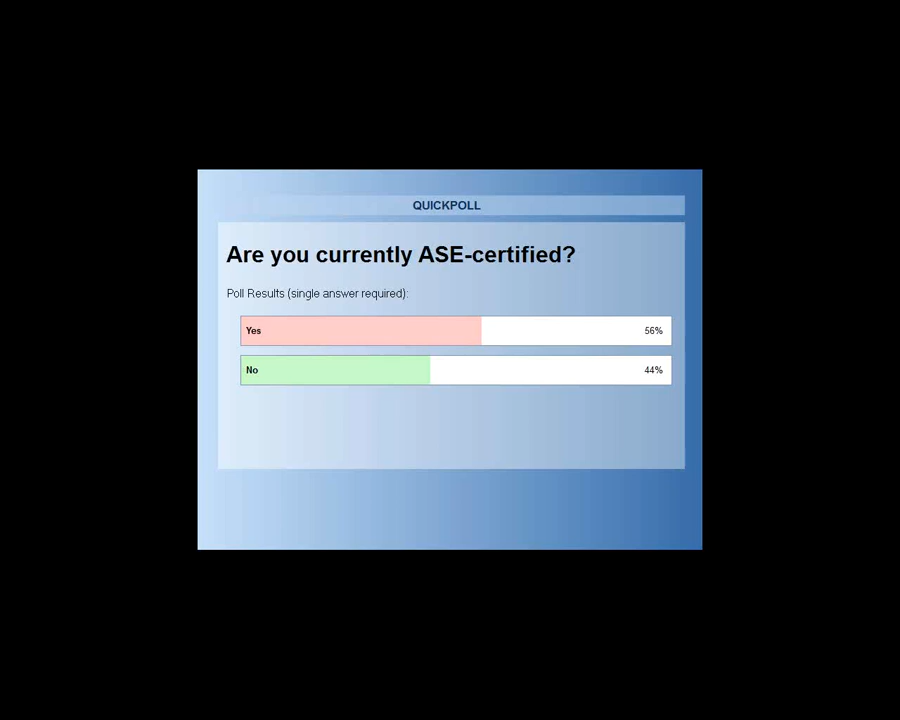 QUICKPOLL
Are you currently ASE-certified?
Poll Results (single answer required):
Yes 56%
No 44%